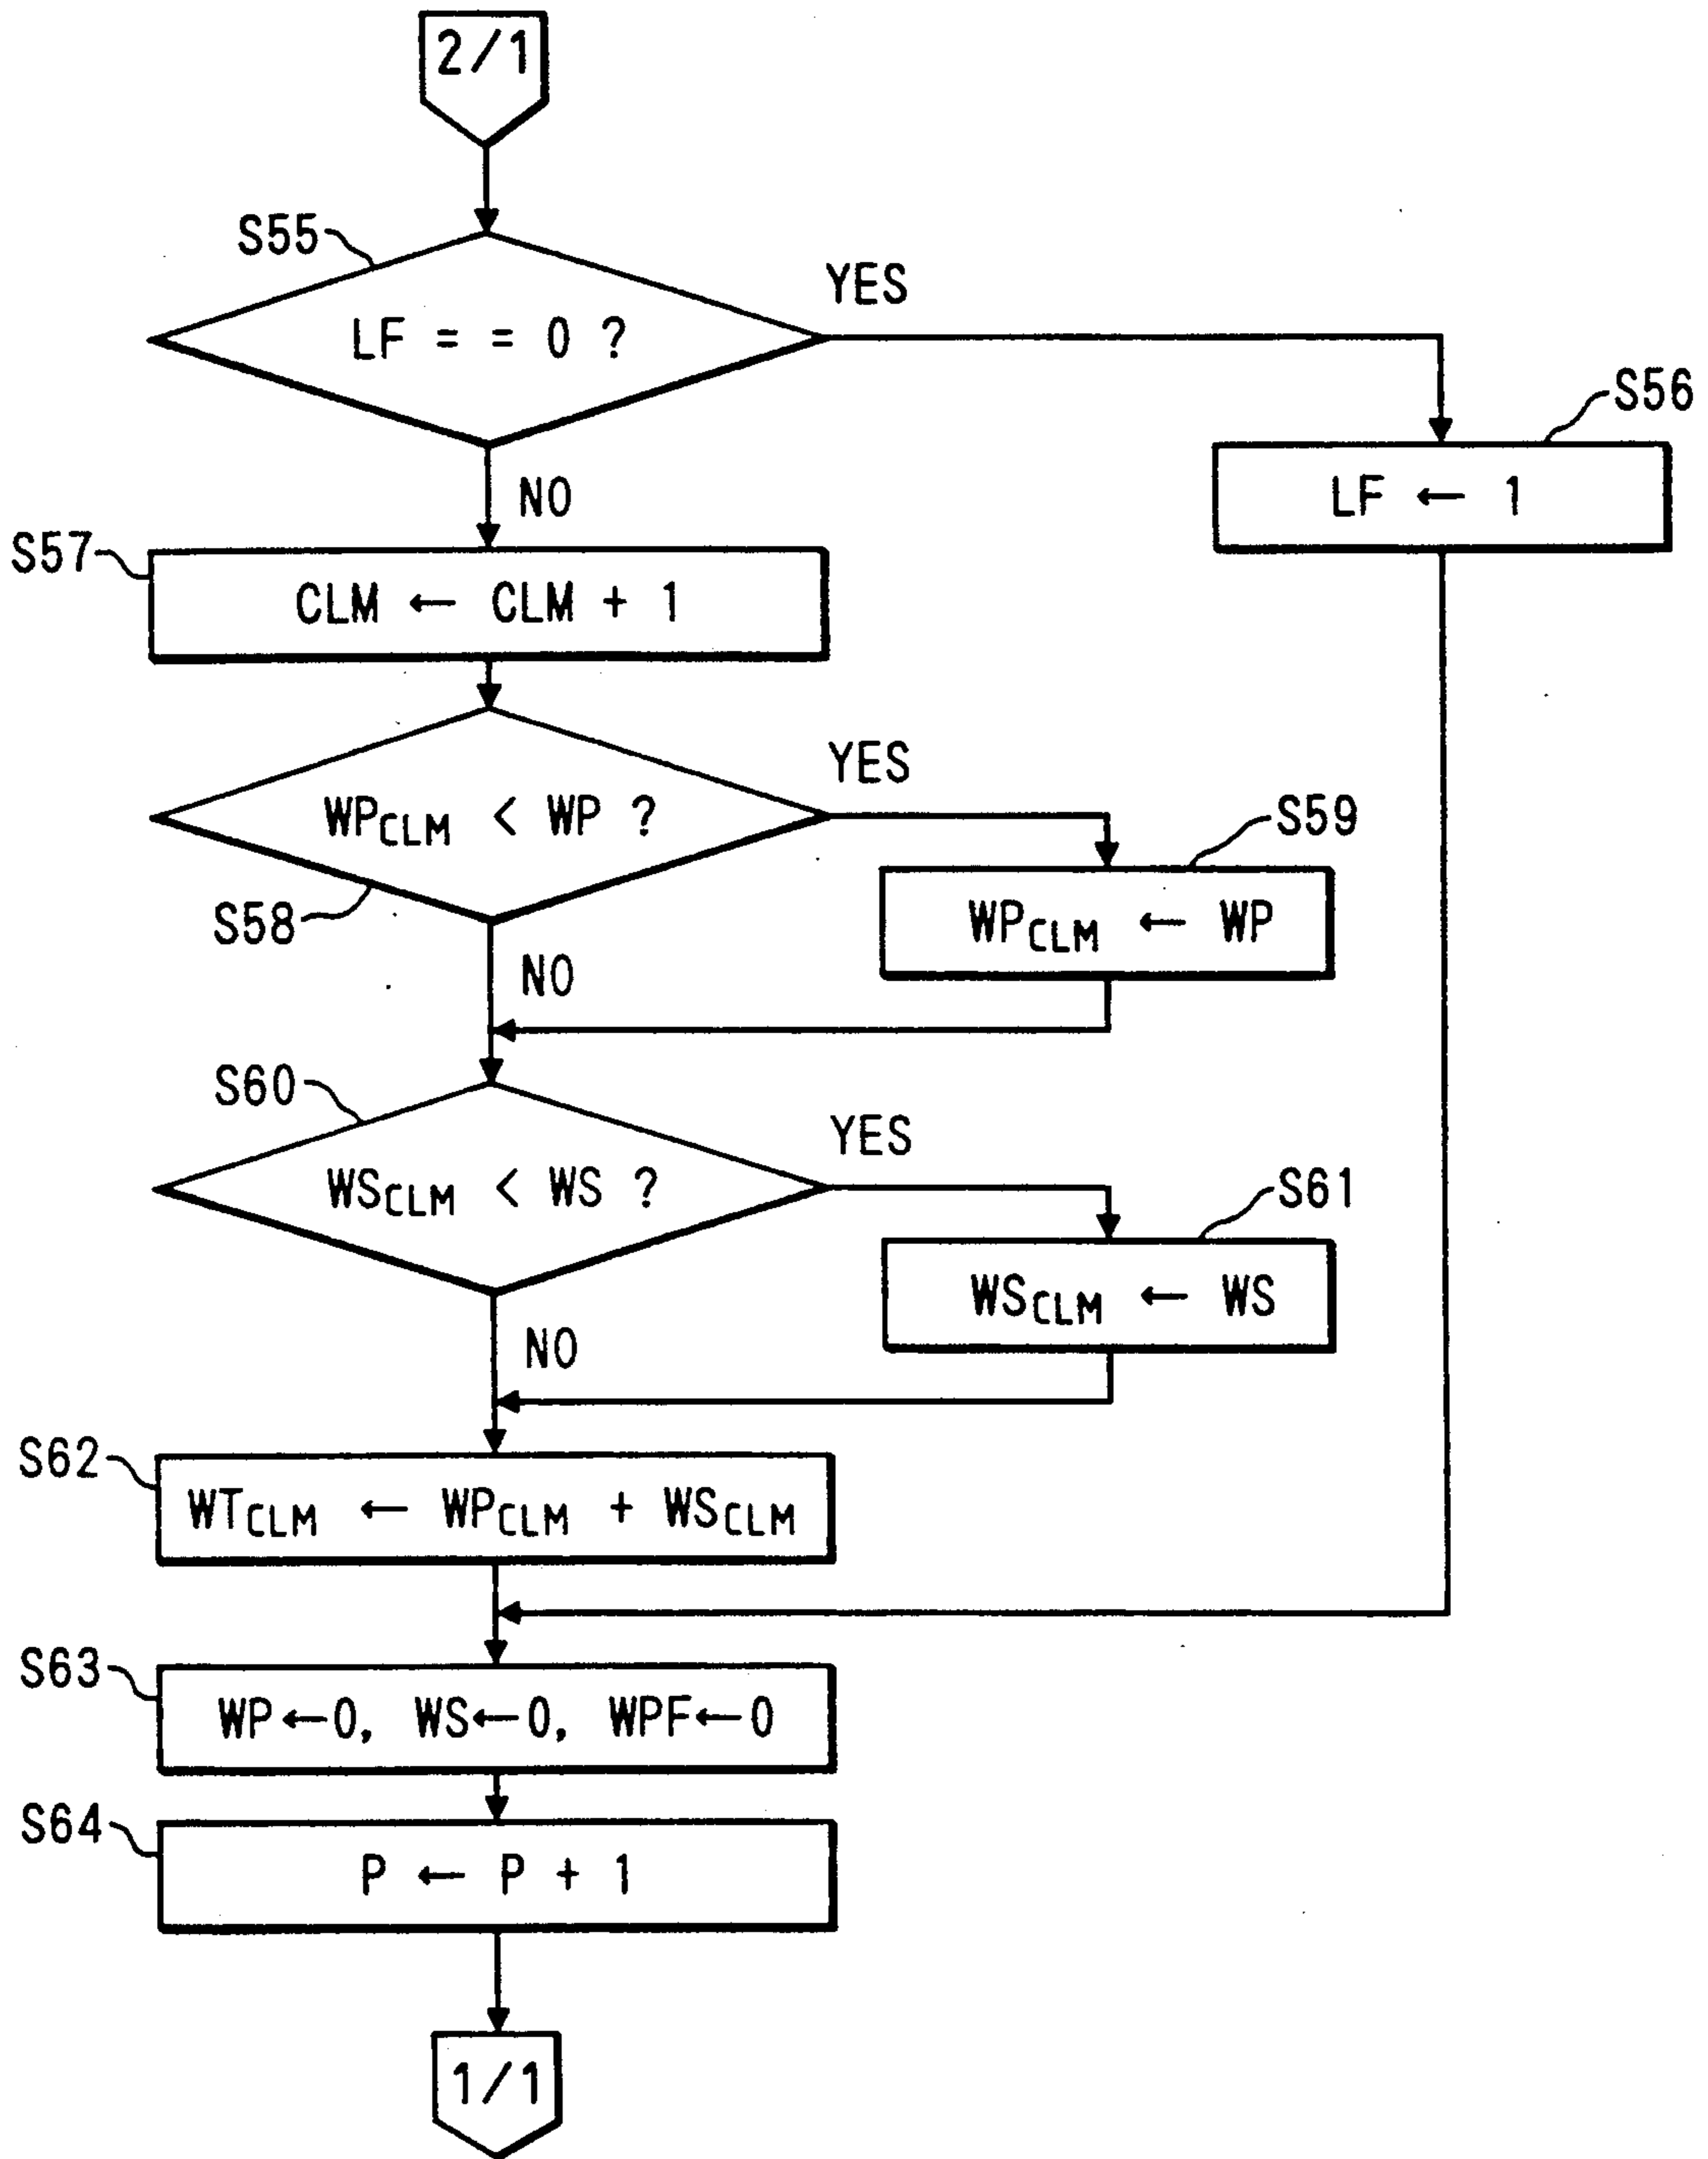 2/1
S55
LF = = 0 ?
YES
S56
LF ← 1
NO
S57
CLM ← CLM + 1
YES
WPCLM < WP ?
S59
S58
WPCLM ← WP
NO
S60
YES
WSCLM < WS ?
S61
WSCLM ← WS
NO
S62
WTCLM ← WPCLM + WSCLM
S63
WP←0, WS←0, WPF←0
S64
P ← P + 1
1/1